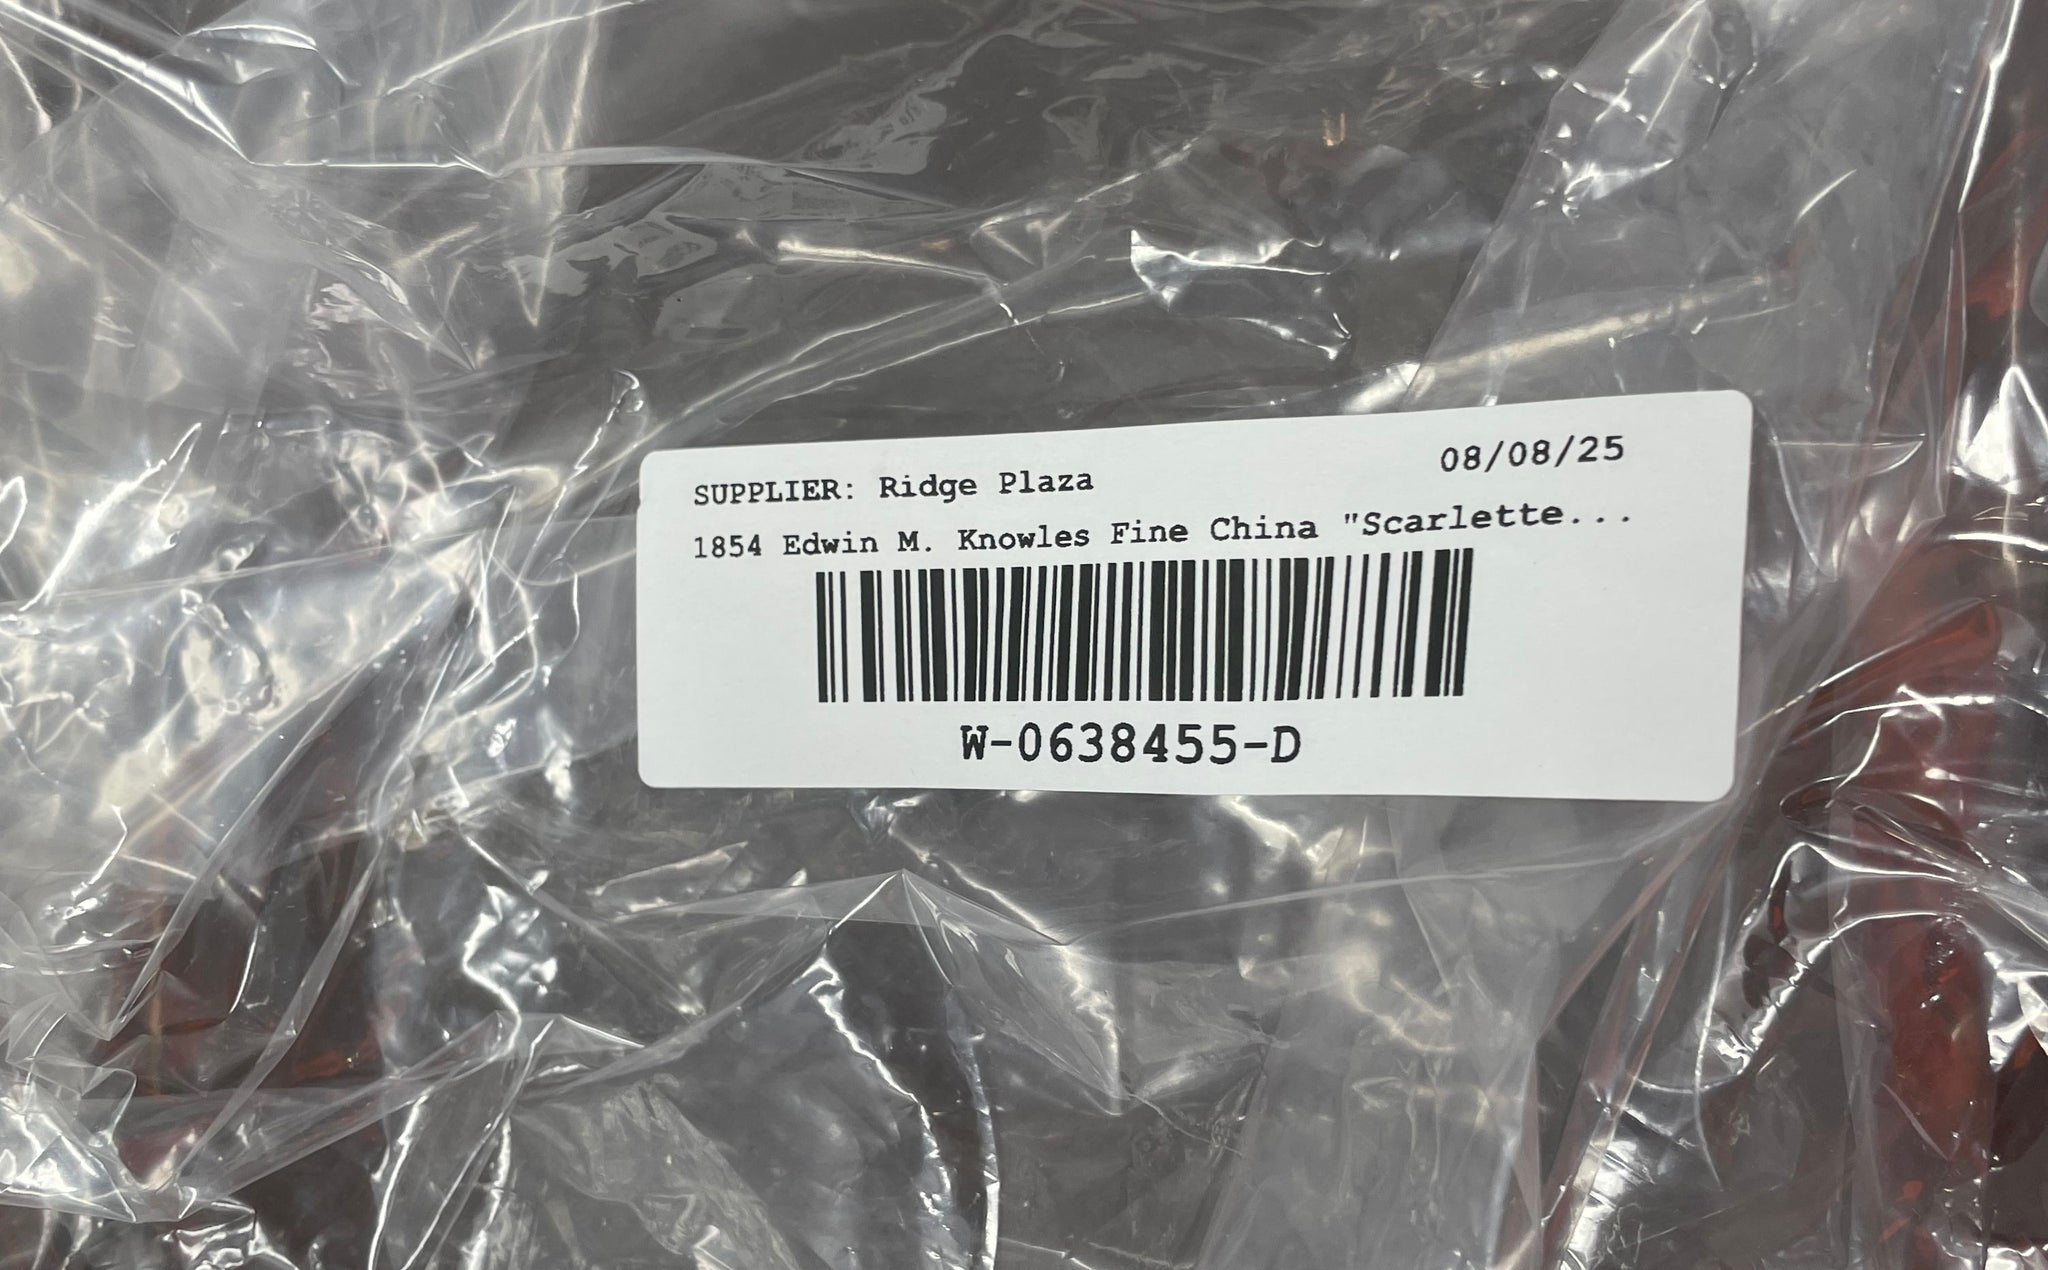 SUPPLIER: Ridge Plaza 08/08/25
1854 Edwin M. Knowles Fine China "Scarlette...
W-0638455-D